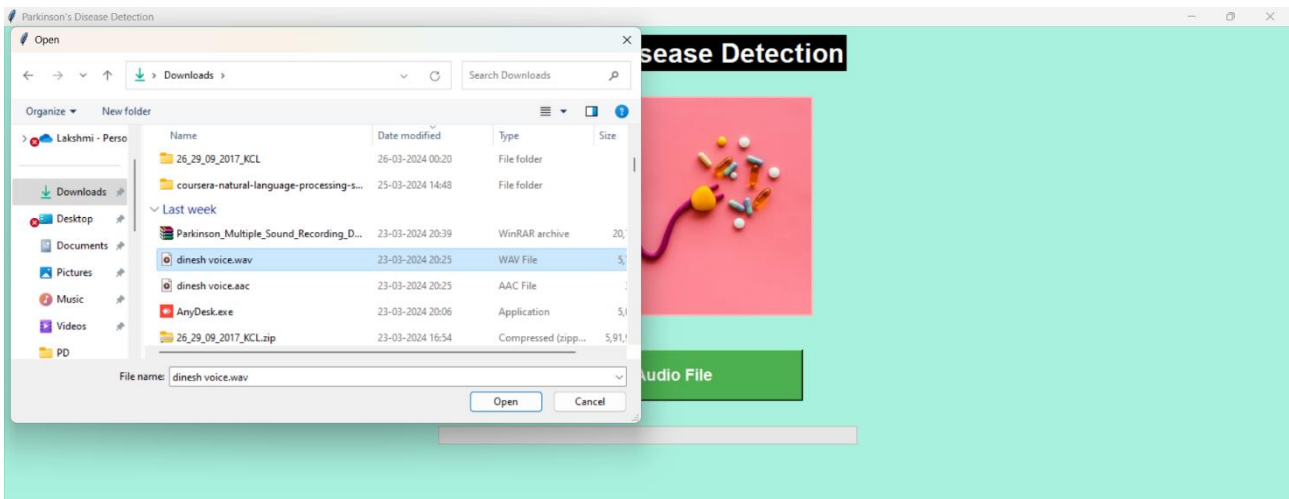 Parkinson's Disease Detection
Open
sease Detection
Downloads
Search Downloads
Organize
New folder
Lakshmi - Perso
Downloads
Desktop
Documents
Pictures
Music
Videos
PD
Name Date modified Type Size
26_29_09_2017_KCL 26-03-2024 00:20 File folder
coursera-natural-language-processing-s... 25-03-2024 14:48 File folder
Last week
Parkinson_Multiple_Sound_Recording_D... 23-03-2024 20:39 WinRAR archive 20,
dinesh voice.wav 23-03-2024 20:25 WAV File 5,
dinesh voice.aac 23-03-2024 20:25 AAC File
AnyDesk.exe 23-03-2024 20:06 Application 5,
26_29_09_2017_KCL.zip 23-03-2024 16:54 Compressed (zipp... 5,91,
File name: dinesh voice.wav
Open Cancel
Audio File